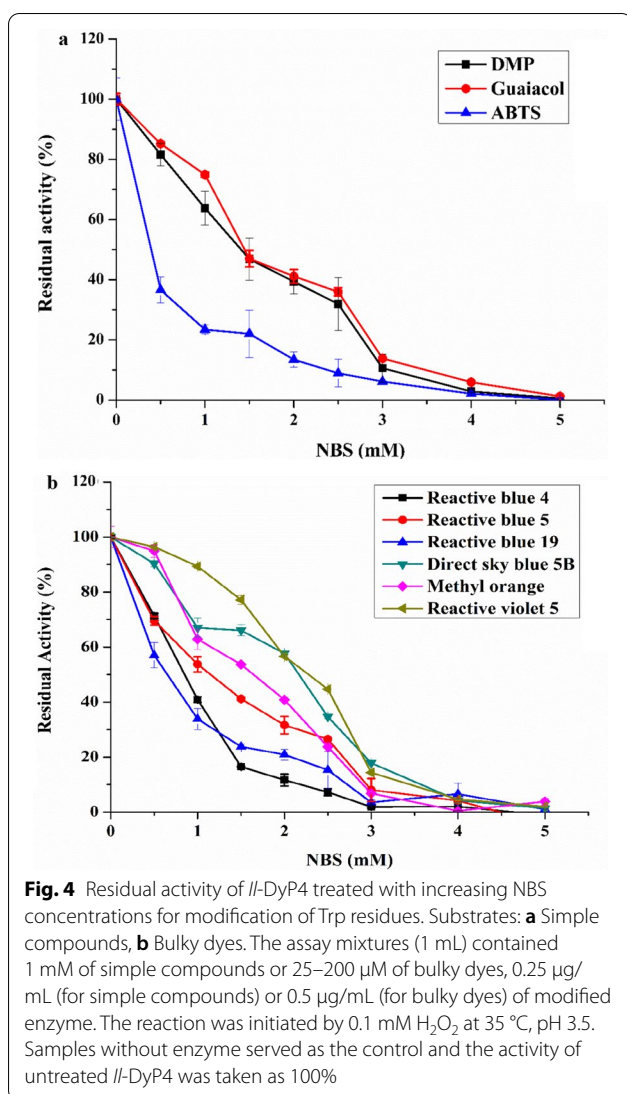 a
120
100
80
60
40
20
0
Residual activity (%)
DMP
Guaiacol
ABTS
0 1 2 3 4 5
NBS (mM)
b
120
100
80
60
40
20
0
Residual Activity (%)
Reactive blue 4
Reactive blue 5
Reactive blue 19
Direct sky blue 5B
Methyl orange
Reactive violet 5
0 1 2 3 4 5
NBS (mM)
Fig. 4 Residual activity of Il-DyP4 treated with increasing NBS
concentrations for modification of Trp residues. Substrates: a Simple
compounds, b Bulky dyes. The assay mixtures (1 mL) contained
1 mM of simple compounds or 25–200 μM of bulky dyes, 0.25 μg/
mL (for simple compounds) or 0.5 μg/mL (for bulky dyes) of modified
enzyme. The reaction was initiated by 0.1 mM H₂O₂ at 35 °C, pH 3.5.
Samples without enzyme served as the control and the activity of
untreated Il-DyP4 was taken as 100%